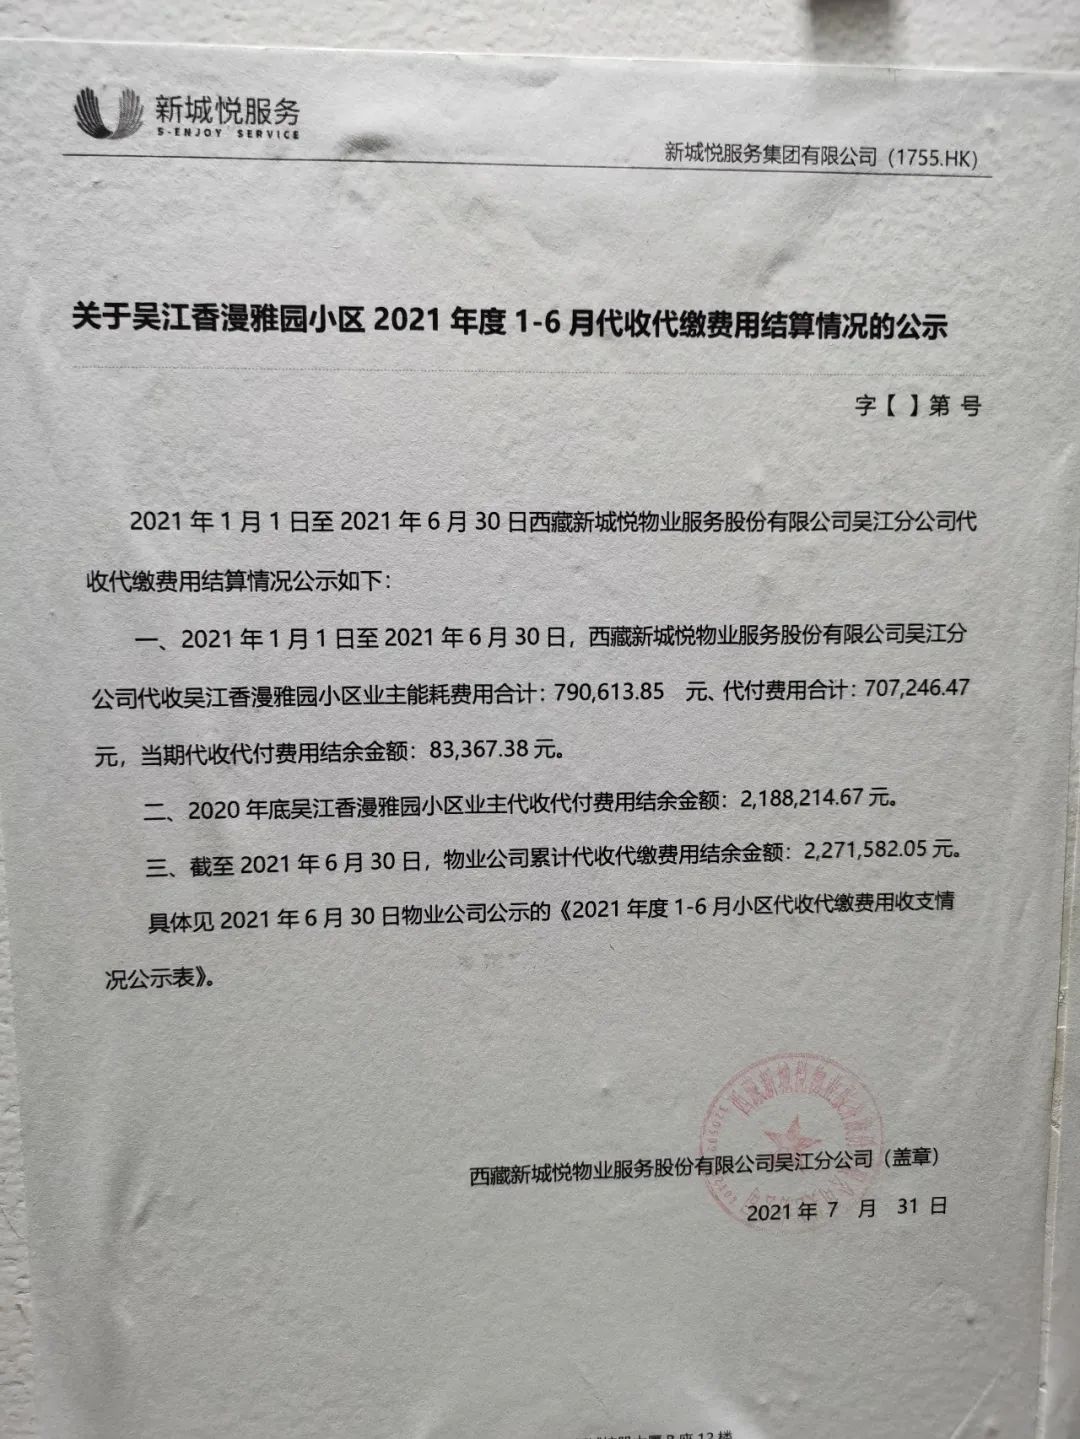 新城悦服务
S-ENJOY SERVICE
新城悦服务集团有限公司（1755.HK）
关于吴江香漫雅园小区 2021 年度 1-6 月代收代缴费用结算情况的公示
字【 】第 号
2021 年 1 月 1 日至 2021 年 6 月 30 日西藏新城悦物业服务股份有限公司吴江分公司代
收代缴费用结算情况公示如下：
一、2021 年 1 月 1 日至 2021 年 6 月 30 日，西藏新城悦物业服务股份有限公司吴江分
公司代收吴江香漫雅园小区业主能耗费用合计：790,613.85 元、代付费用合计：707,246.47
元，当期代收代付费用结余金额：83,367.38 元。
二、2020 年底吴江香漫雅园小区业主代收代付费用结余金额：2,188,214.67 元。
三、截至 2021 年 6 月 30 日，物业公司累计代收代缴费用结余金额：2,271,582.05 元。
具体见 2021 年 6 月 30 日物业公司公示的《2021 年度 1-6 月小区代收代缴费用收支情
况公示表》。
西藏新城悦物业服务股份有限公司吴江分公司（盖章）
2021 年 7 月 31 日
座 12 楼